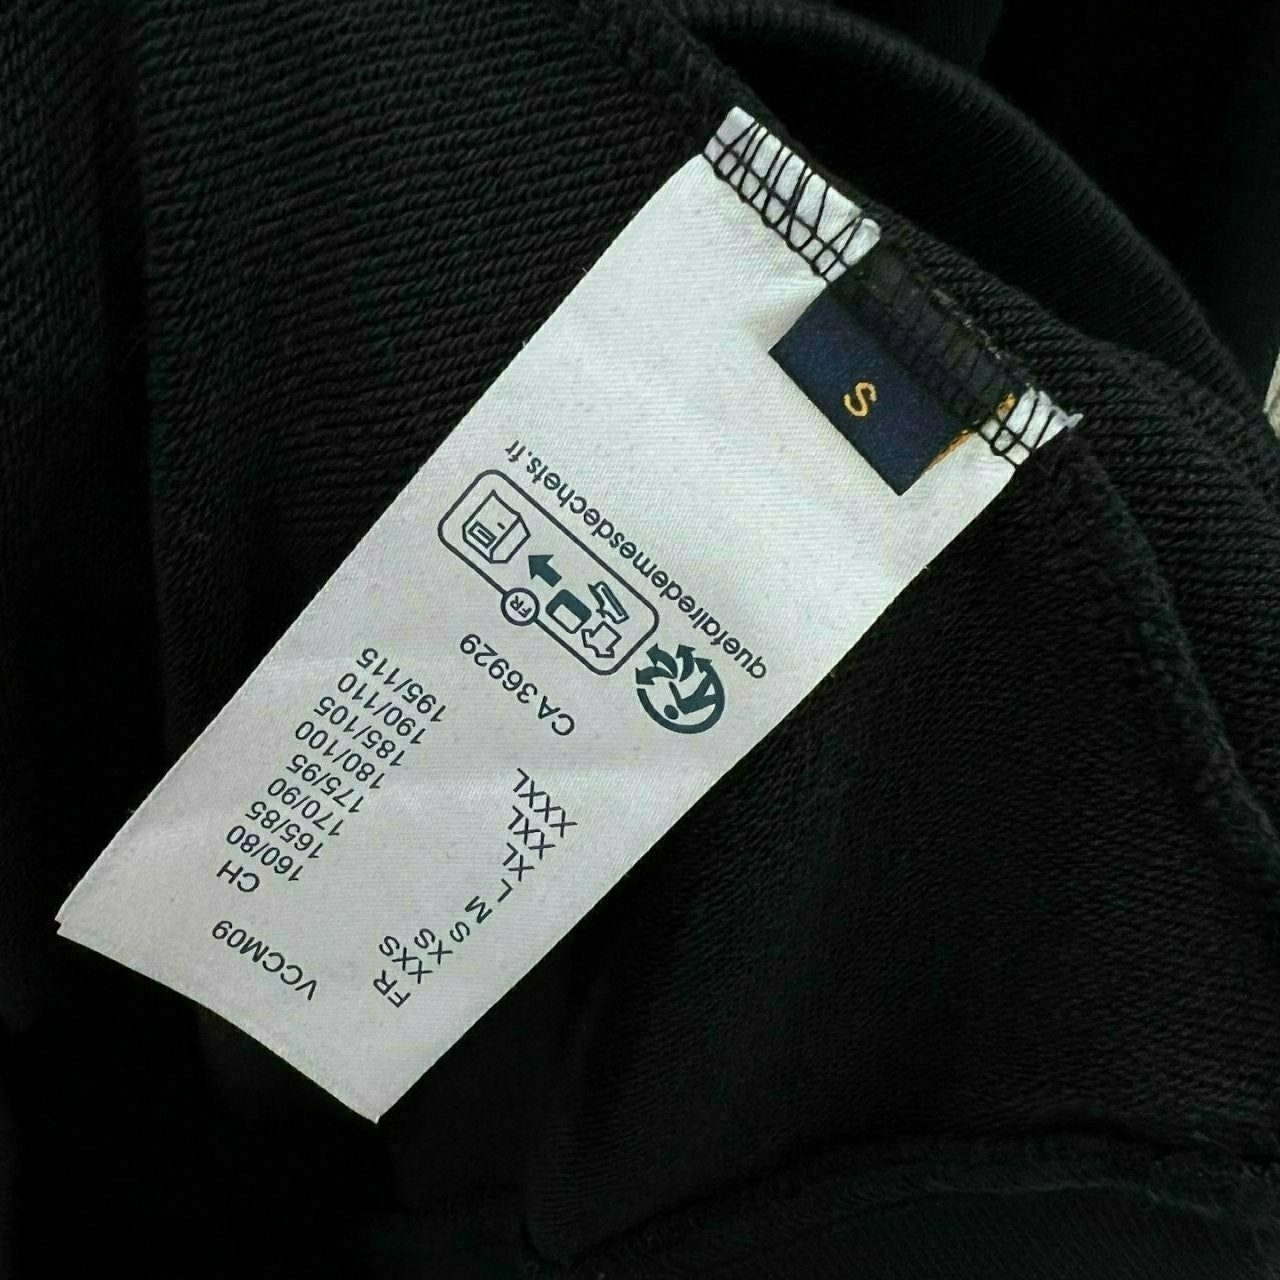 VCCM09
FR CH
XXS 160/80
XS 165/85
S 170/90
M 175/95
L 180/100
XL 185/105
XXL 190/110
XXXL 195/115
CA 36929
FR
quefairedemesdechets.fr
S